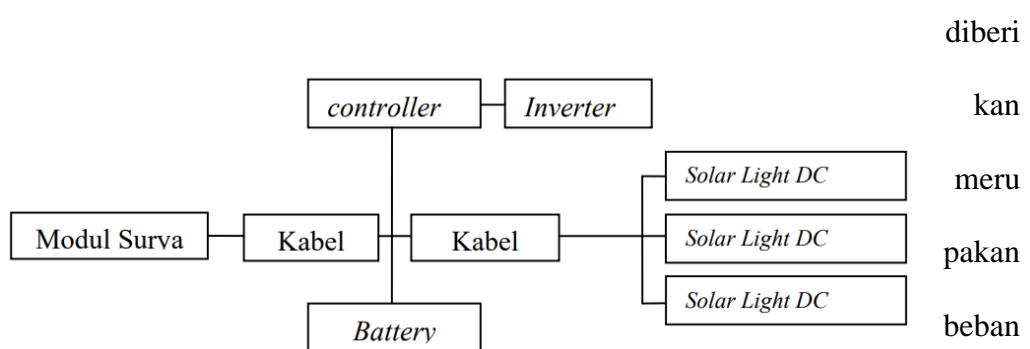 diberi
controller
Inverter
kan
Solar Light DC
meru
Modul Surya
Kabel
Kabel
Solar Light DC
pakan
Solar Light DC
Battery
beban